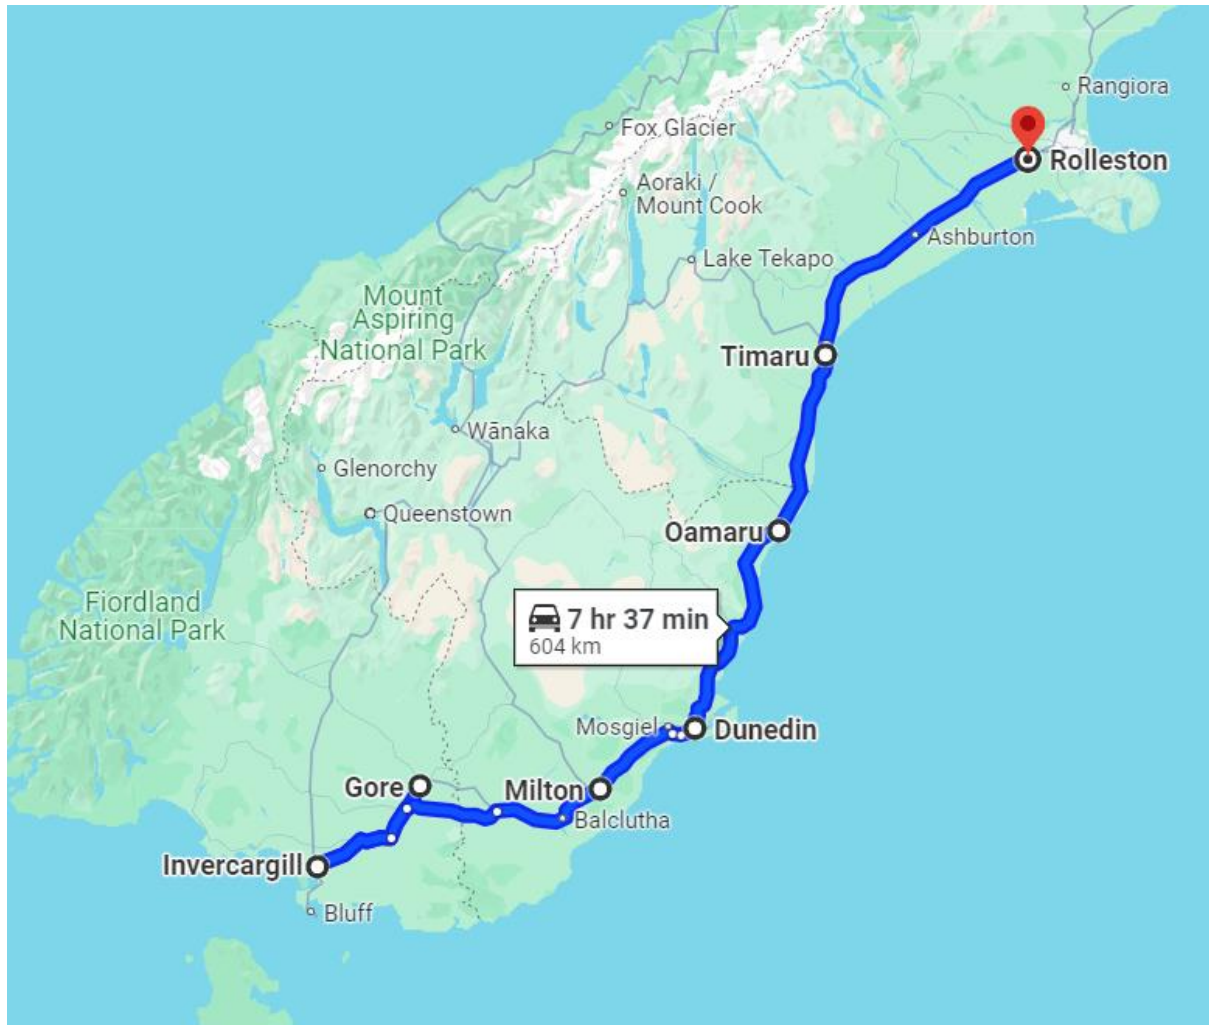 Rangiora
Fox Glacier
Rolleston
Aoraki /
Mount Cook
Ashburton
Lake Tekapo
Mount
Aspiring
National Park
Timaru
Wānaka
Glenorchy
Queenstown
Oamaru
Fiordland
National Park
7 hr 37 min
604 km
Mosgiel
Dunedin
Gore
Milton
Balclutha
Invercargill
Bluff